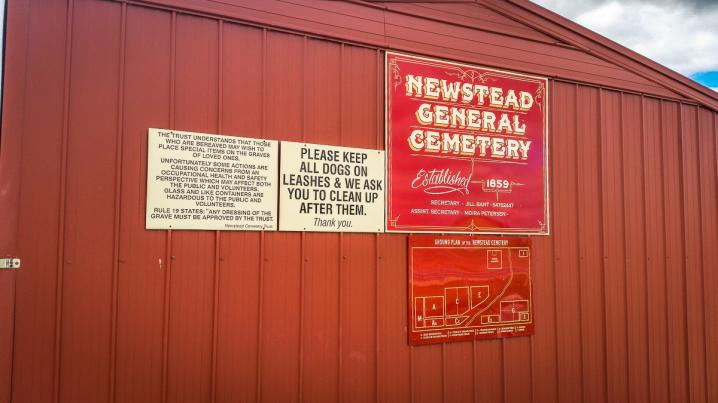 THE TRUST UNDERSTANDS THAT THOSE
WHO ARE BEREAVED MAY WISH TO
PLACE SPECIAL ITEMS ON THE GRAVES
OF LOVED ONES.
UNFORTUNATELY SOME ACTIONS ARE
CAUSING CONCERNS FROM AN
OCCUPATIONAL HEALTH AND SAFETY
PERSPECTIVE WHICH MAY AFFECT BOTH
THE PUBLIC AND VOLUNTEERS.
GLASS AND LIKE CONTAINERS ARE
HAZARDOUS TO THE PUBLIC AND
VOLUNTEERS.
RULE 19 STATES: "ANY DRESSING OF THE
GRAVE MUST BE APPROVED BY THE TRUST.
Newstead Cemetery Trust.
PLEASE KEEP
ALL DOGS ON
LEASHES & WE ASK
YOU TO CLEAN UP
AFTER THEM.
Thank you.
NEWSTEAD
GENERAL
CEMETERY
Established 1859
SECRETARY - JILL BANT - 54762447
ASSIST. SECRETARY - MOIRA PETERSEN -
GROUND PLAN OF THE NEWSTEAD CEMETERY
A C E
M
G